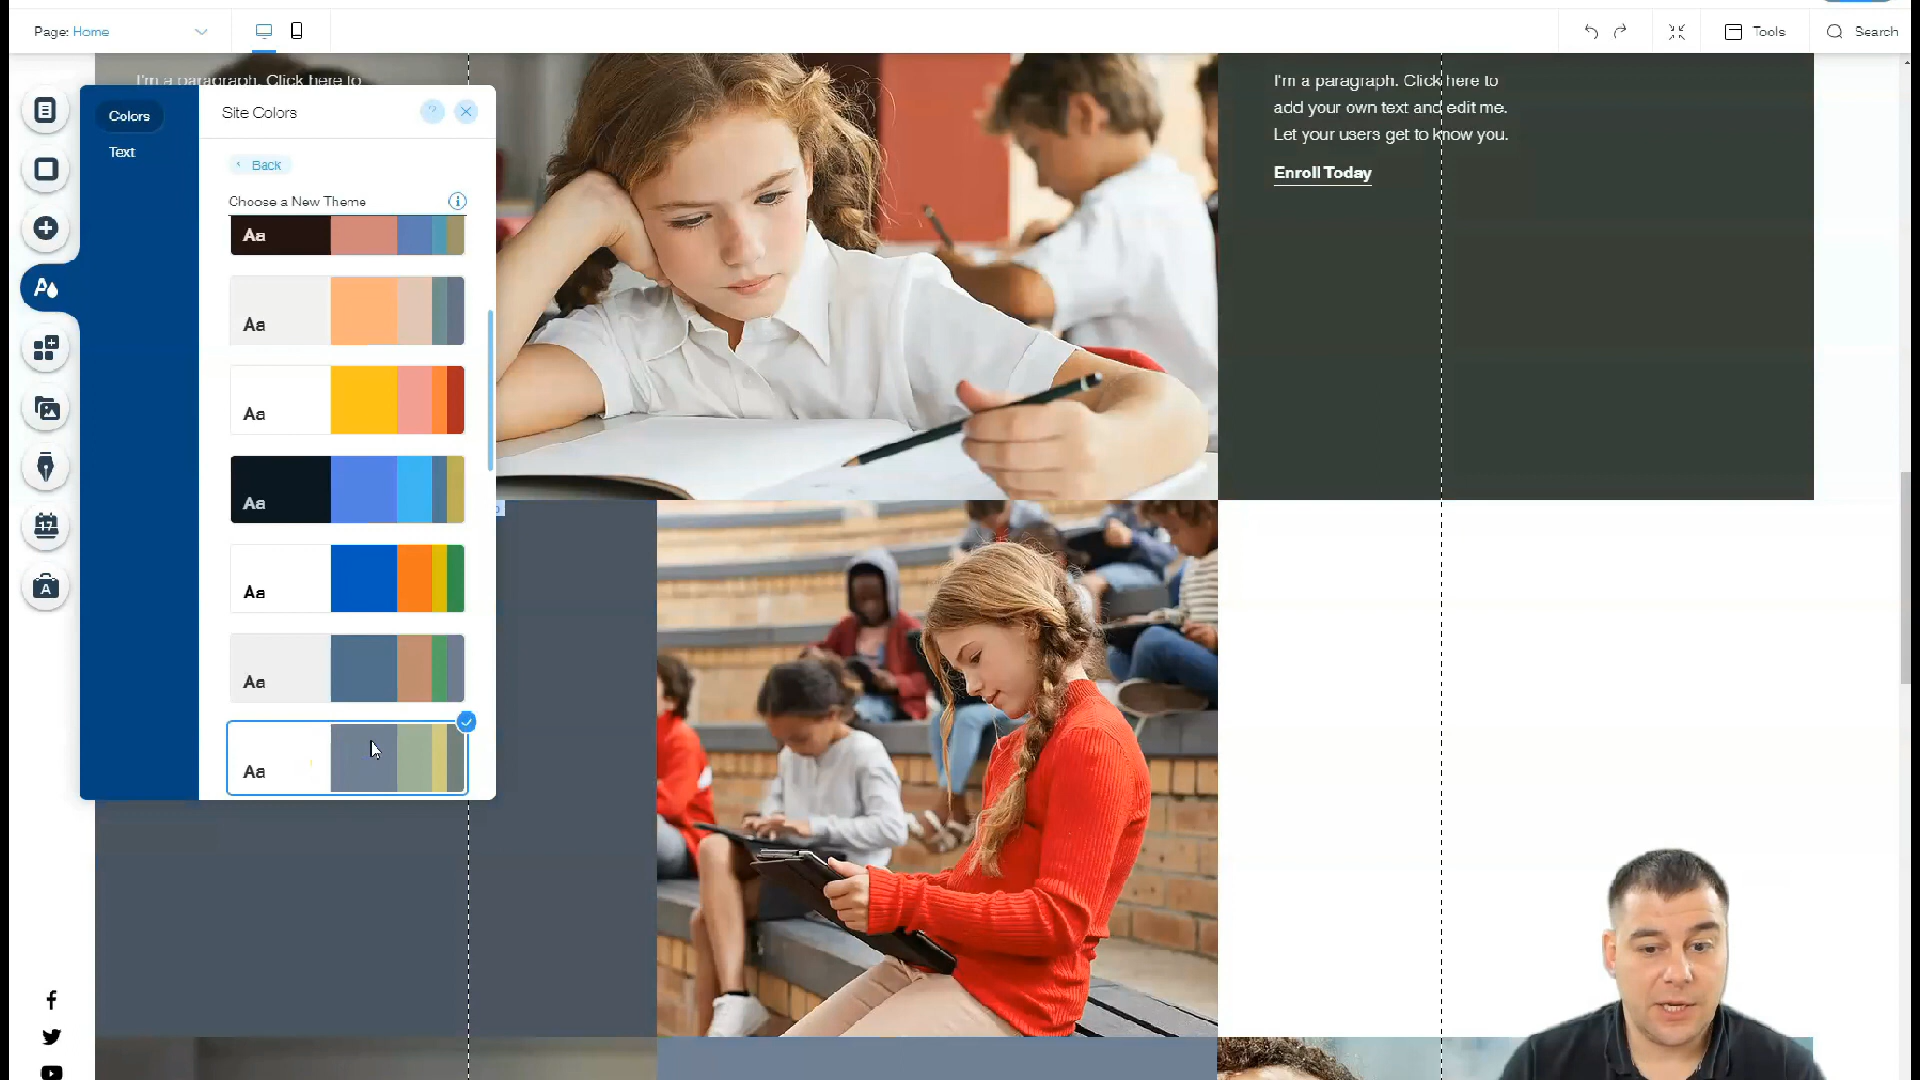 Page: Home
Tools
Search
I'm a paragraph. Click here to
Colors
Text
Site Colors
?
Back
Choose a New Theme
Aa
Aa
Aa
Aa
Aa
Aa
Aa
17
A
I'm a paragraph. Click here to
add your own text and edit me.
Let your users get to know you.
Enroll Today